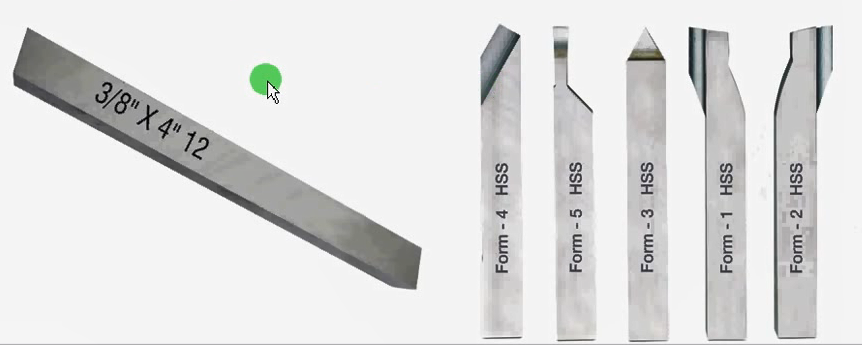 3/8" X 4" 12
Form - 4 HSS
Form - 5 HSS
Form - 3 HSS
Form - 1 HSS
Form - 2 HSS